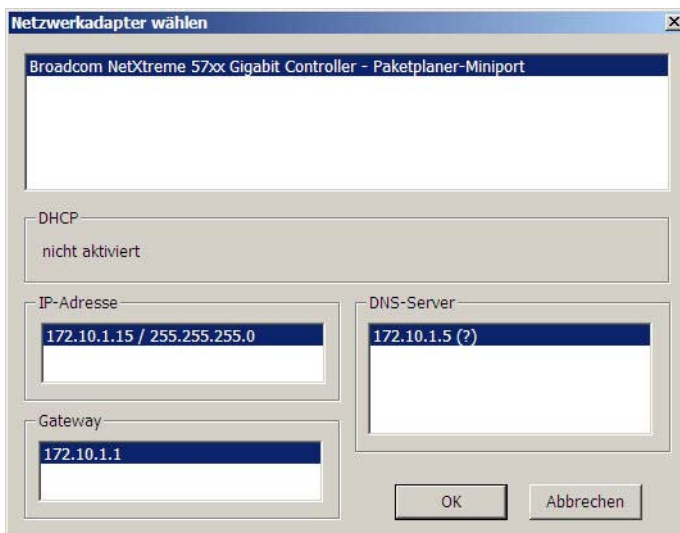 Netzwerkadapter wählen
Broadcom NetXtreme 57xx Gigabit Controller - Paketplaner-Miniport
DHCP
nicht aktiviert
IP-Adresse
172.10.1.15 / 255.255.255.0
DNS-Server
172.10.1.5 (?)
Gateway
172.10.1.1
OK
Abbrechen